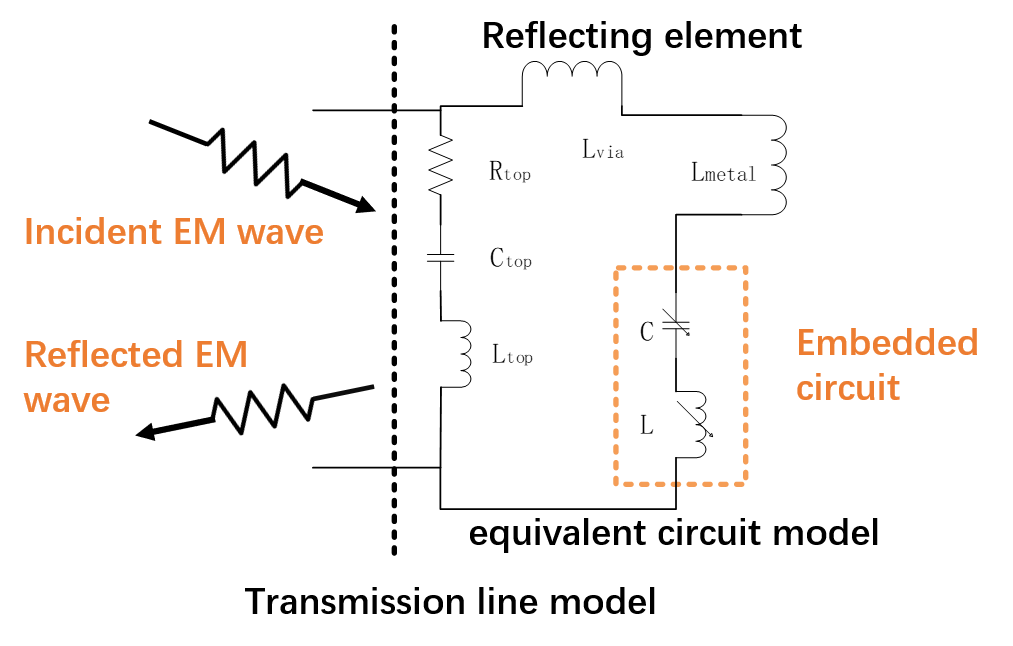 Reflecting element
Lvia
Rtop
Lmetal
Incident EM wave
Ctop
C
Embedded
circuit
Reflected EM
wave
Ltop
L
equivalent circuit model
Transmission line model